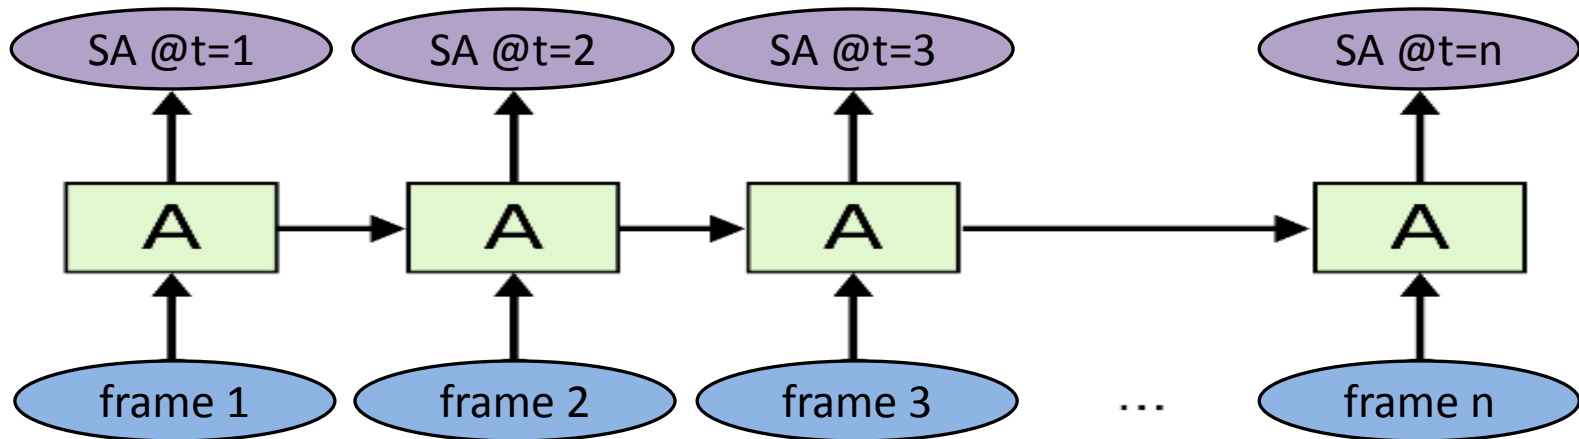 SA @t=1 SA @t=2 SA @t=3 SA @t=n
A A A A
frame 1 frame 2 frame 3 ... frame n